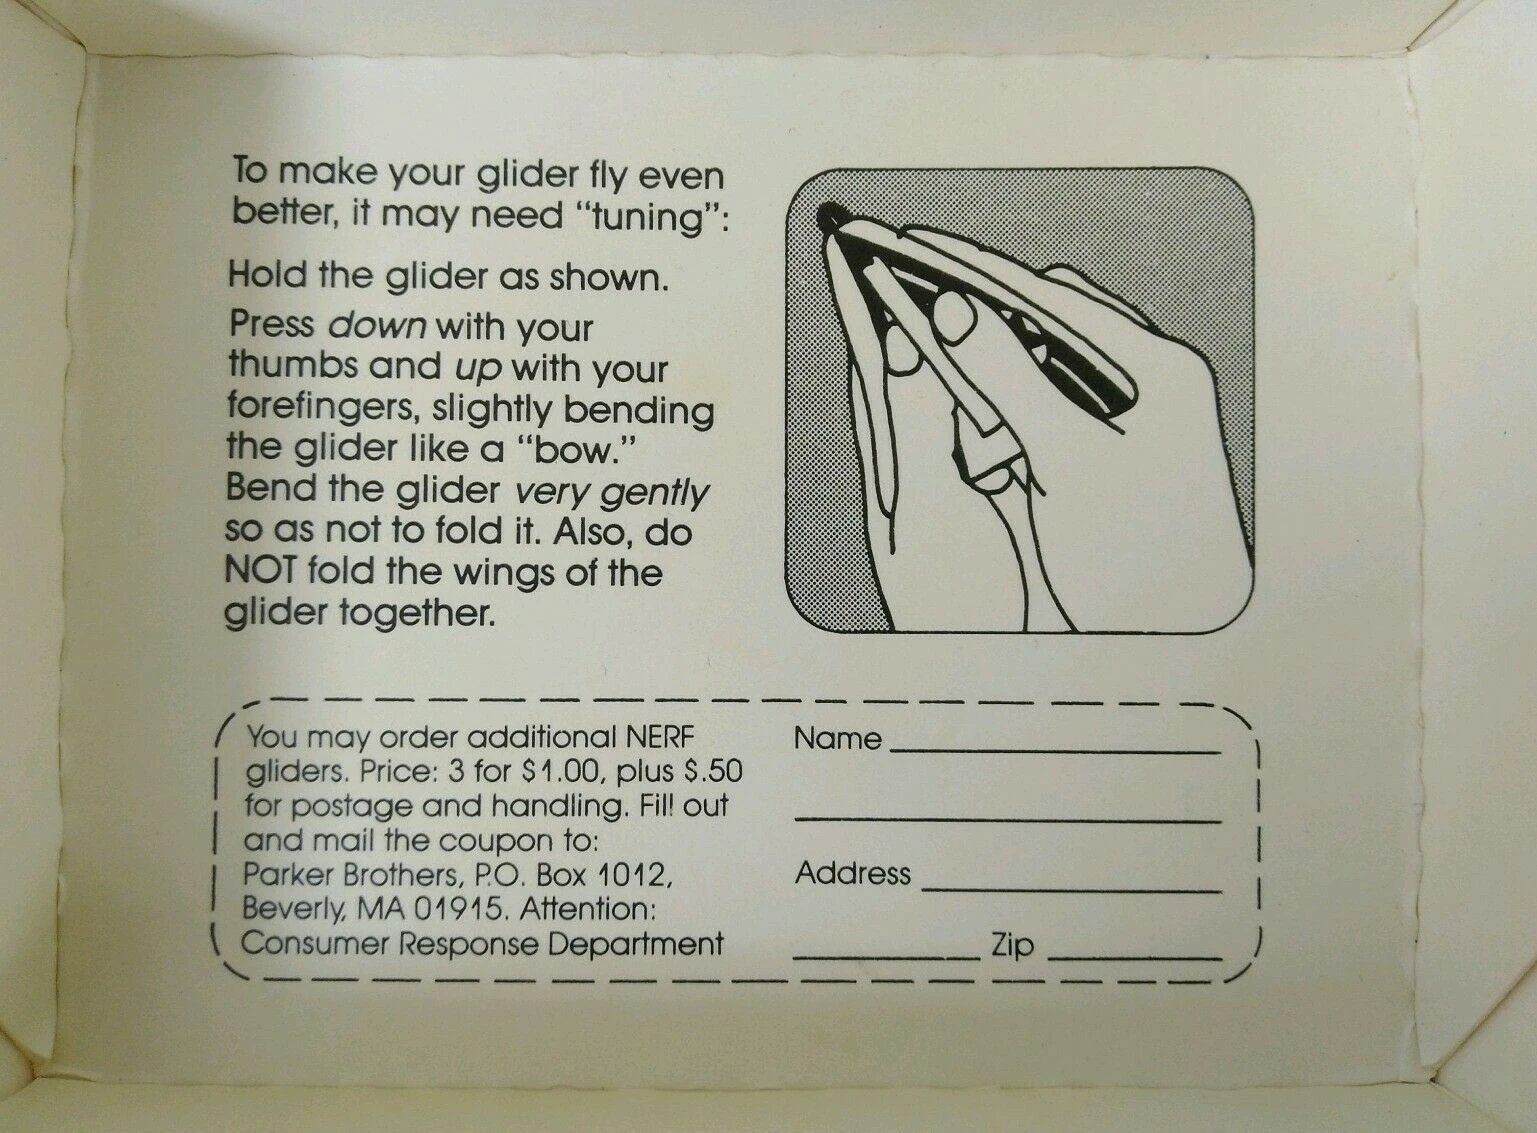 To make your glider fly even
better, it may need “tuning”:
Hold the glider as shown.
Press down with your
thumbs and up with your
forefingers, slightly bending
the glider like a “bow.”
Bend the glider very gently
so as not to fold it. Also, do
NOT fold the wings of the
glider together.
You may order additional NERF
gliders. Price: 3 for $1.00, plus $.50
for postage and handling. Fill out
and mail the coupon to:
Parker Brothers, P.O. Box 1012,
Beverly, MA 01915. Attention:
Consumer Response Department
Name
Address
Zip